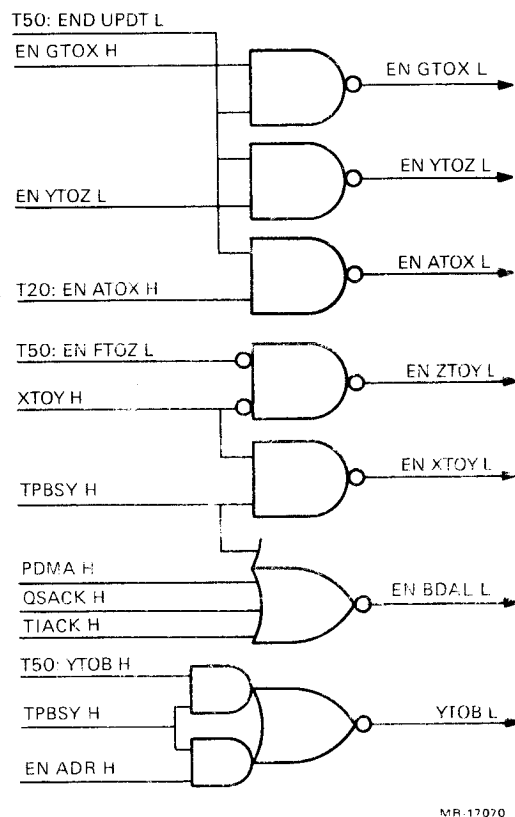 T50: END UPDT L
EN GTOX H
EN GTOX L
EN YTOZ L
EN YTOZ L
EN ATOX L
T20: EN ATOX H
T50: EN FTOZ L
EN ZTOY L
XTOY H
EN XTOY L
TPBSY H
PDMA H
EN BDAL L
QSACK H
TIACK H
T50: YTOB H
TPBSY H
YTOB L
EN ADR H
MR-17070